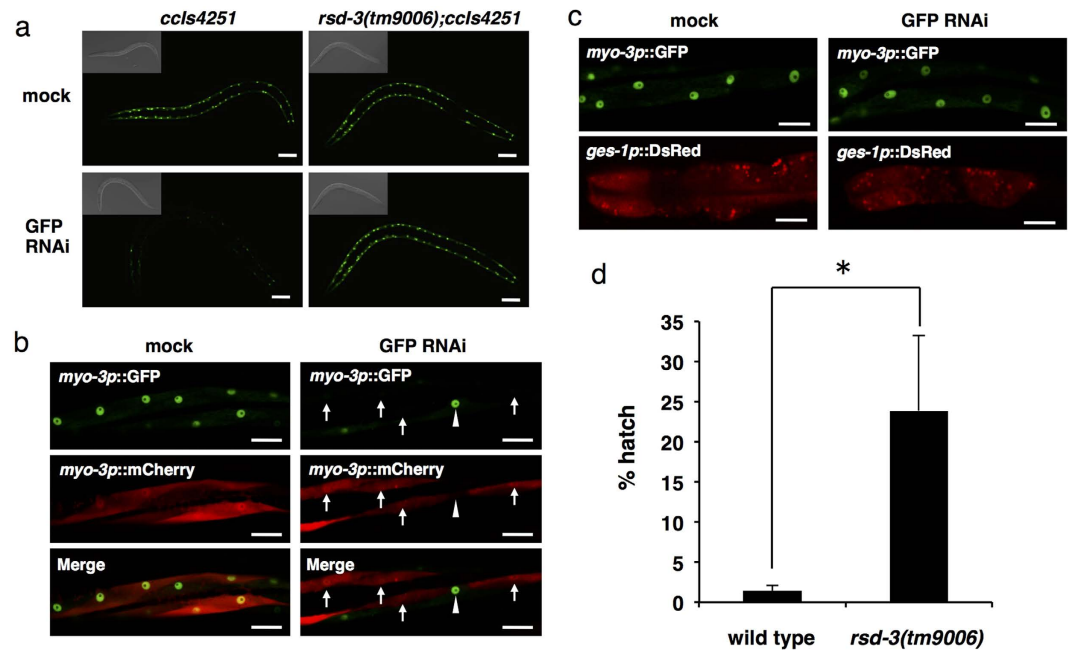 a
ccIs4251
rsd-3(tm9006);ccIs4251
mock
GFP
RNAi
b
mock
GFP RNAi
myo-3p::GFP
myo-3p::GFP
myo-3p::mCherry
myo-3p::mCherry
Merge
Merge
c
mock
GFP RNAi
myo-3p::GFP
myo-3p::GFP
ges-1p::DsRed
ges-1p::DsRed
d
*
% hatch
35
30
25
20
15
10
5
0
wild type
rsd-3(tm9006)